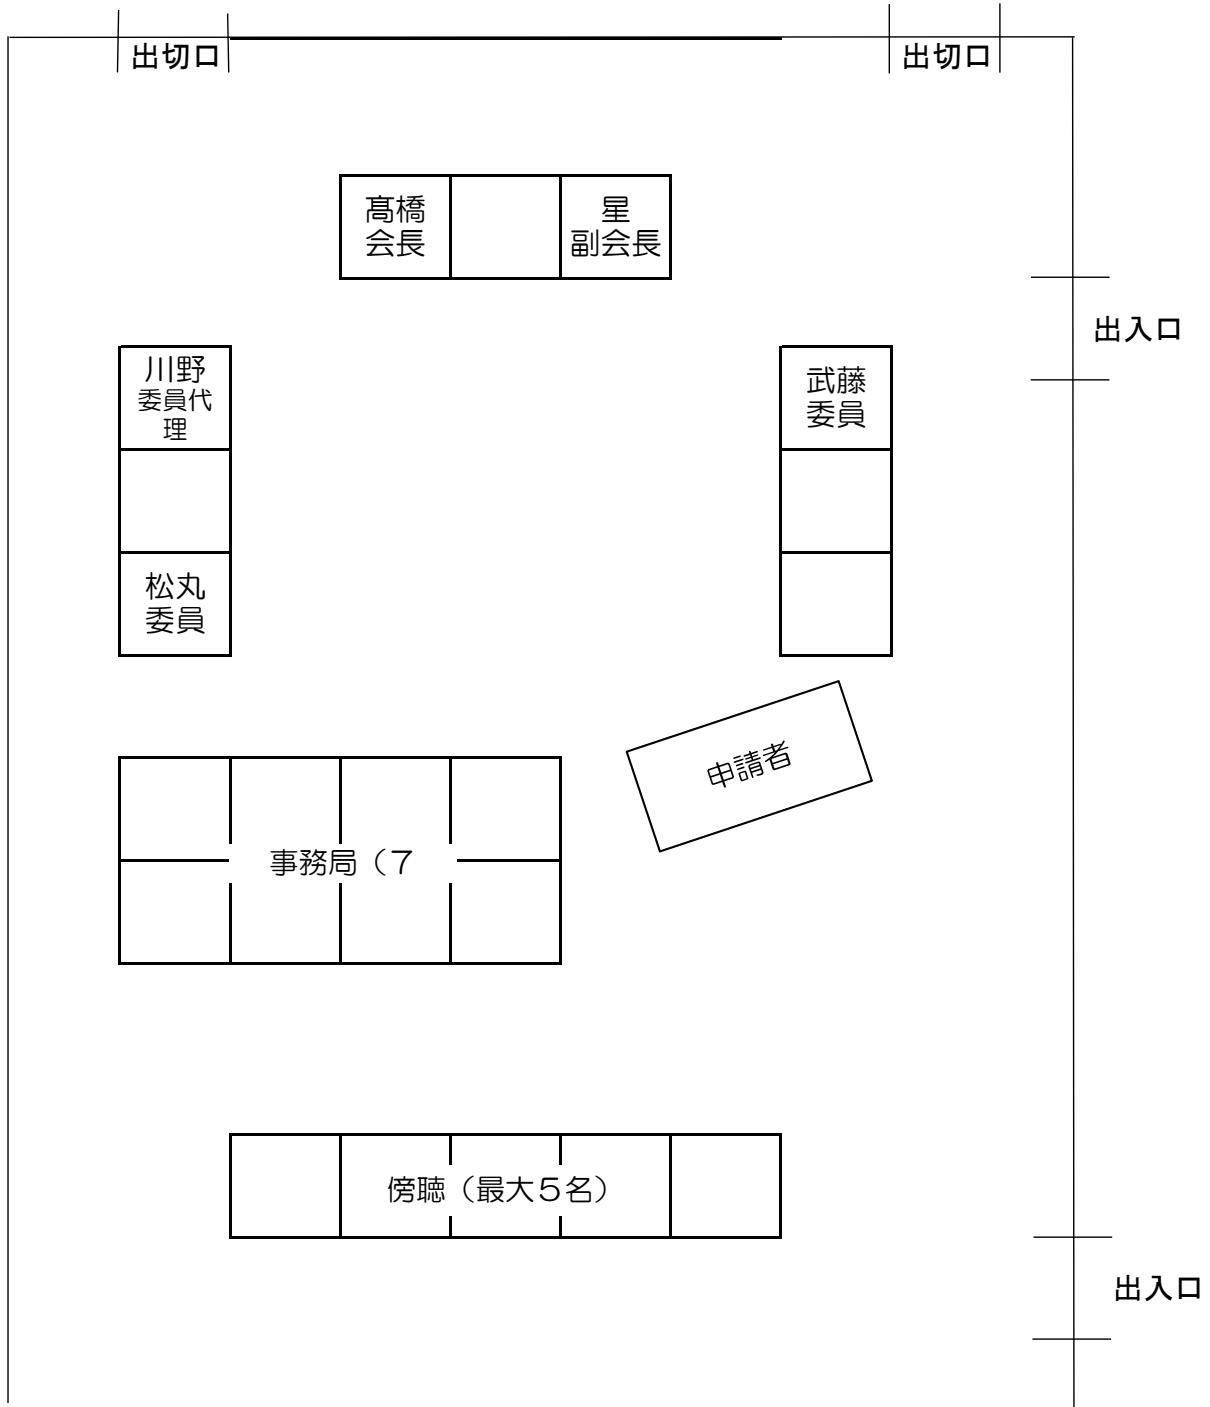 出切口
出切口
髙橋
会長
星
副会長
出入口
川野
委員代
理
武藤
委員
松丸
委員
申請者
事務局（７
傍聴（最大５名）
出入口